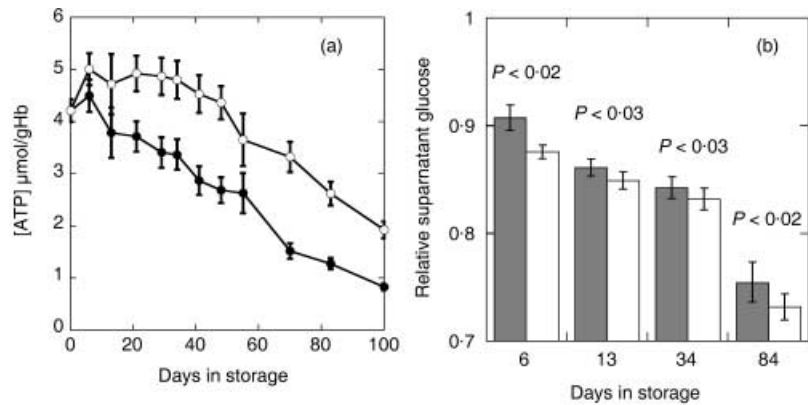 (a)
6
5
4
3
2
1
0
[ATP] µmol/gHb
0 20 40 60 80 100
Days in storage
(b)
1
0·9
0·8
0·7
Relative suparnatant glucose
P < 0·02
P < 0·03
P < 0·03
P < 0·02
6 13 34 84
Days in storage